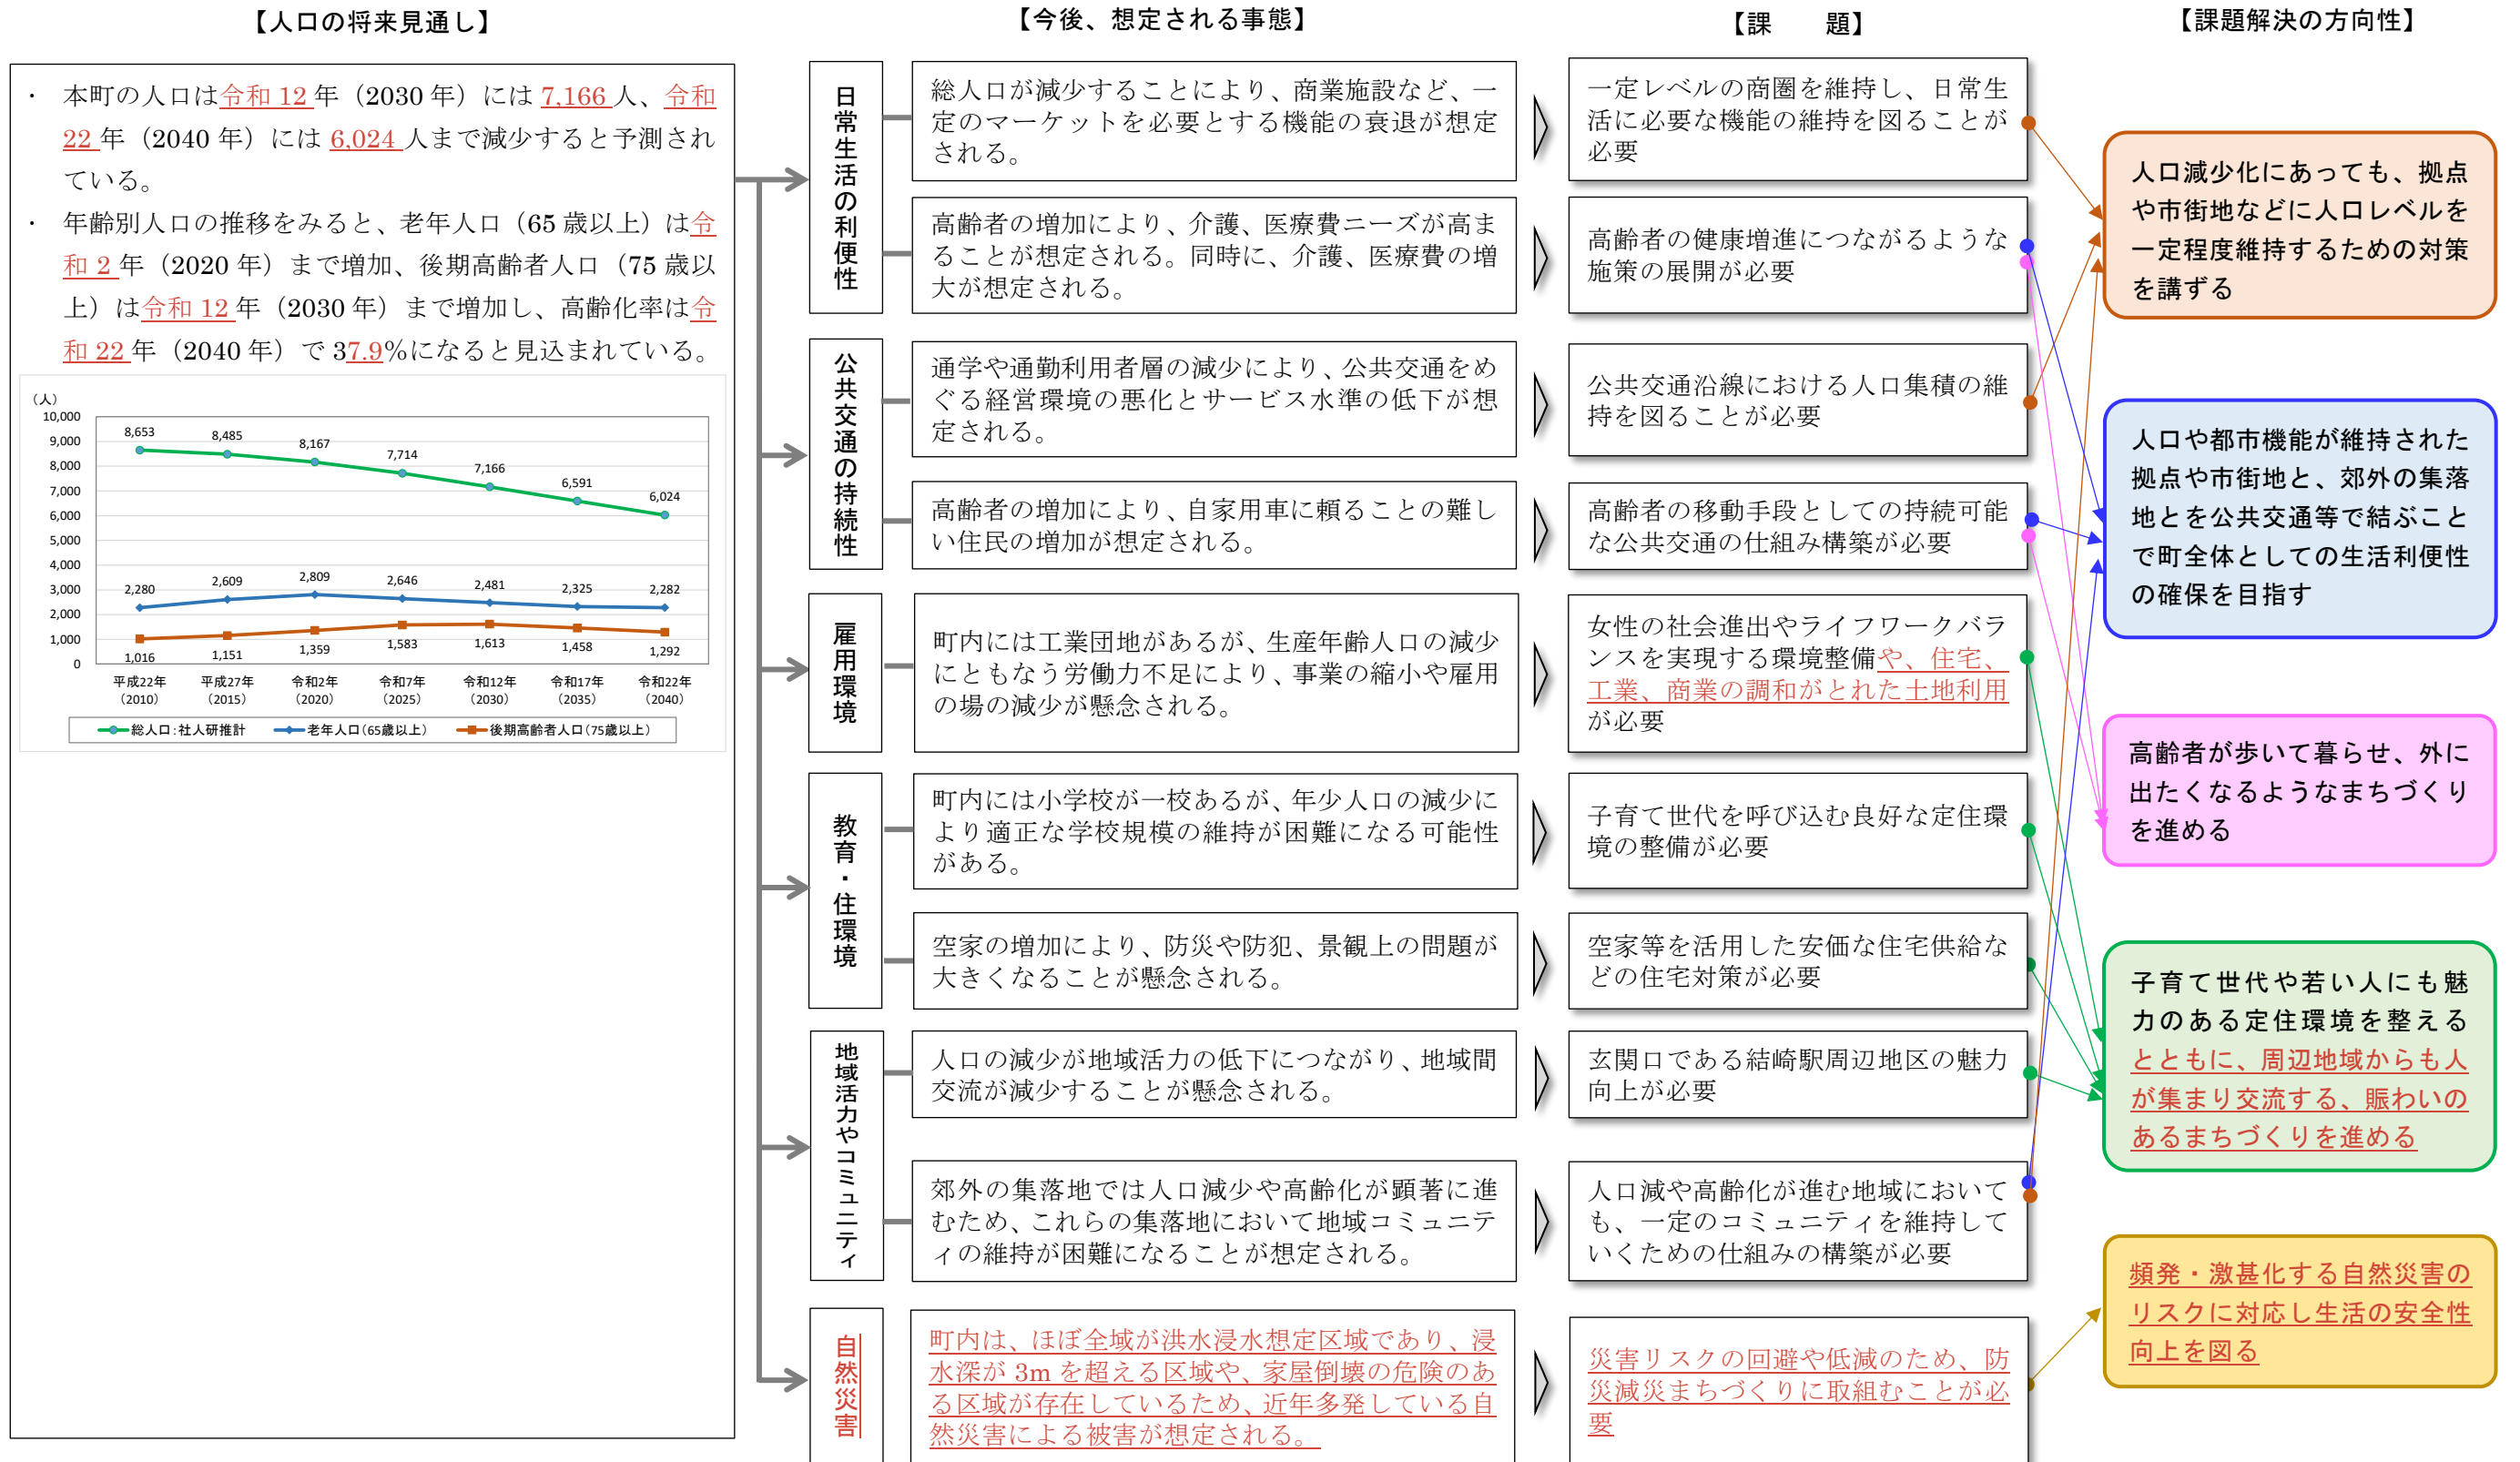 【人口の将来見通し】
・ 本町の人口は令和 12 年（2030 年）には 7,166 人、令和
22 年（2040 年）には 6,024 人まで減少すると予測され
ている。
・ 年齢別人口の推移をみると、老年人口（65 歳以上）は令
和 2 年（2020 年）まで増加、後期高齢者人口（75 歳以
上）は令和 12 年（2030 年）まで増加し、高齢化率は令
和 22 年（2040 年）で 37.9%になると見込まれている。
（人）
10,000
9,000
8,000
7,000
6,000
5,000
4,000
3,000
2,000
1,000
0
8,653 8,485 8,167 7,714 7,166 6,591 6,024
2,280 2,609 2,809 2,646 2,481 2,325 2,282
1,016 1,151 1,359 1,583 1,613 1,458 1,292
平成22年 平成27年 令和2年 令和7年 令和12年 令和17年 令和22年
（2010） （2015） （2020） （2025） （2030） （2035） （2040）
総人口：社人研推計 老年人口（65歳以上） 後期高齢者人口（75歳以上）
【今後、想定される事態】
日常生活の利便性
総人口が減少することにより、商業施設など、一
定のマーケットを必要とする機能の衰退が想定
される。
高齢者の増加により、介護、医療費ニーズが高ま
ることが想定される。同時に、介護、医療費の増
大が想定される。
公共交通の持続性
通学や通勤利用者層の減少により、公共交通をめ
ぐる経営環境の悪化とサービス水準の低下が想
定される。
高齢者の増加により、自家用車に頼ることの難し
い住民の増加が想定される。
雇用環境
町内には工業団地があるが、生産年齢人口の減少
にともなう労働力不足により、事業の縮小や雇用
の場の減少が懸念される。
教育・住環境
町内には小学校が一校あるが、年少人口の減少に
より適正な学校規模の維持が困難になる可能性
がある。
空家の増加により、防災や防犯、景観上の問題が
大きくなることが懸念される。
地域活力やコミュニティ
人口の減少が地域活力の低下につながり、地域間
交流が減少することが懸念される。
郊外の集落地では人口減少や高齢化が顕著に進
むため、これらの集落地において地域コミュニテ
ィの維持が困難になることが想定される。
自然災害
町内は、ほぼ全域が洪水浸水想定区域であり、浸
水深が 3m を超える区域や、家屋倒壊の危険のあ
る区域が存在しているため、近年多発している自
然災害による被害が想定される。
【課　　題】
一定レベルの商圏を維持し、日常生
活に必要な機能の維持を図ることが
必要
高齢者の健康増進につながるような
施策の展開が必要
公共交通沿線における人口集積の維
持を図ることが必要
高齢者の移動手段としての持続可能
な公共交通の仕組み構築が必要
女性の社会進出やライフワークバラ
ンスを実現する環境整備や、住宅、
工業、商業の調和がとれた土地利用
が必要
子育て世代を呼び込む良好な定住環
境の整備が必要
空家等を活用した安価な住宅供給な
どの住宅対策が必要
玄関口である結崎駅周辺地区の魅力
向上が必要
人口減や高齢化が進む地域において
も、一定のコミュニティを維持して
いくための仕組みの構築が必要
災害リスクの回避や低減のため、防
災減災まちづくりに取組むことが必
要
【課題解決の方向性】
人口減少化にあっても、拠点
や市街地などに人口レベルを
一定程度維持するための対策
を講ずる
人口や都市機能が維持された
拠点や市街地と、郊外の集落
地とを公共交通等で結ぶこと
で町全体としての生活利便性
の確保を目指す
高齢者が歩いて暮らせ、外に
出たくなるようなまちづくり
を進める
子育て世代や若い人にも魅
力のある定住環境を整える
とともに、周辺地域からも人
が集まり交流する、賑わいの
あるまちづくりを進める
頻発・激甚化する自然災害の
リスクに対応し生活の安全性
向上を図る